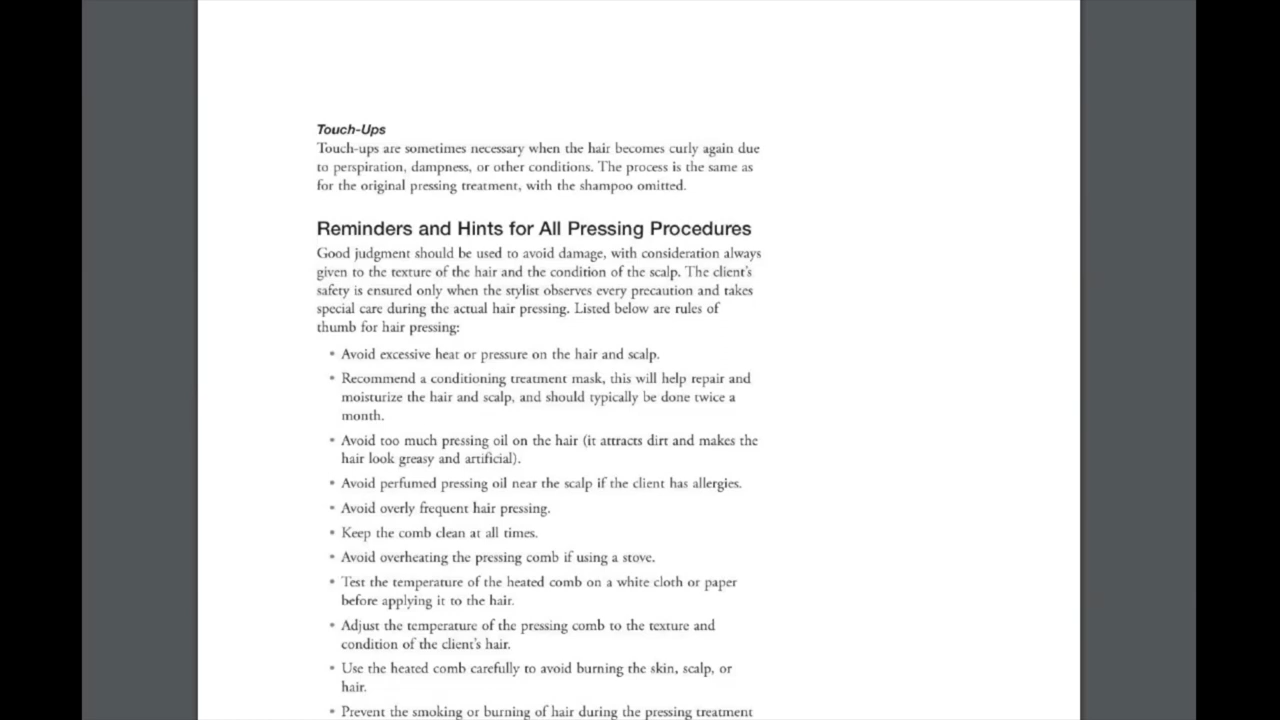 Touch-Ups
Touch-ups are sometimes necessary when the hair becomes curly again due
to perspiration, dampness, or other conditions. The process is the same as
for the original pressing treatment, with the shampoo omitted.
Reminders and Hints for All Pressing Procedures
Good judgment should be used to avoid damage, with consideration always
given to the texture of the hair and the condition of the scalp. The client's
safety is ensured only when the stylist observes every precaution and takes
special care during the actual hair pressing. Listed below are rules of
thumb for hair pressing:
• Avoid excessive heat or pressure on the hair and scalp.
• Recommend a conditioning treatment mask, this will help repair and
moisturize the hair and scalp, and should typically be done twice a
month.
• Avoid too much pressing oil on the hair (it attracts dirt and makes the
hair look greasy and artificial).
• Avoid perfumed pressing oil near the scalp if the client has allergies.
• Avoid overly frequent hair pressing.
• Keep the comb clean at all times.
• Avoid overheating the pressing comb if using a stove.
• Test the temperature of the heated comb on a white cloth or paper
before applying it to the hair.
• Adjust the temperature of the pressing comb to the texture and
condition of the client's hair.
• Use the heated comb carefully to avoid burning the skin, scalp, or
hair.
• Prevent the smoking or burning of hair during the pressing treatment